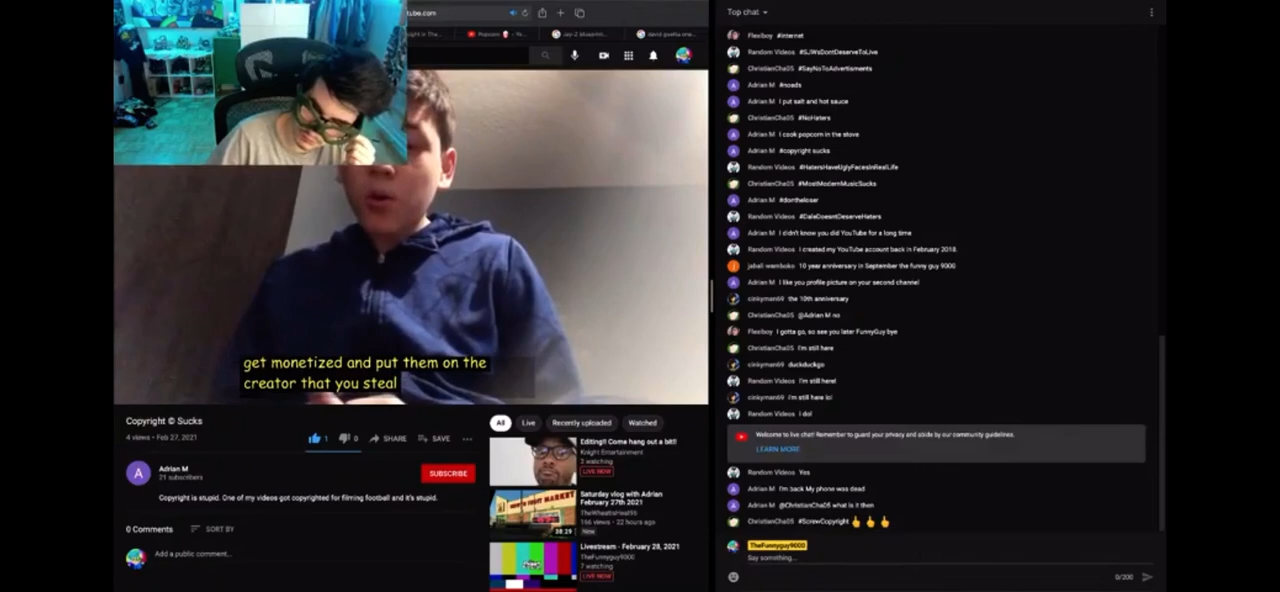 tube.com
Popcorn
get monetized and put them on the
creator that you steal
Copyright © Sucks
4 views • Feb 27, 2021
1
0
SHARE
SAVE
Adrian M
21 subscribers
SUBSCRIBE
Copyright is stupid. One of my videos got copyrighted for filming football and it's stupid.
0 Comments
SORT BY
Add a public comment...
All
Live
Recently uploaded
Watched
Editing!! Come hang out a bit!!
Knight Entertainment
3 watching
LIVE NOW
Saturday vlog with Adrian
February 27th 2021
TheWheatIsHeat55
166 views • 22 hours ago
New
38:29
Livestream - February 28, 2021
TheFunnyguy9000
7 watching
LIVE NOW
Top chat
Flexiboy #internet
Random Videos #SJWsDontDeserveToLive
ChristianCha05 #SayNoToAdvertisments
Adrian M #noads
Adrian M I put salt and hot sauce
ChristianCha05 #NoHaters
Adrian M I cook popcorn in the stove
Adrian M #copyright sucks
Random Videos #HatersHaveUglyFacesInRealLife
ChristianCha05 #MostModernMusicSucks
Adrian M #dontheloser
Random Videos #CalaDoesntDeserveHaters
Adrian M I didn't know you did YouTube for a long time
Random Videos I created my YouTube account back in February 2018.
jabali wamboko 10 year anniversary in September the funny guy 9000
Adrian M I like you profile picture on your second channel
cinkyman69 the 10th anniversary
ChristianCha05 @Adrian M no
Flexiboy I gotta go, so see you later FunnyGuy bye
ChristianCha05 I'm still here
cinkyman69 duckduckgo
Random Videos I'm still here!
cinkyman69 i'm still here lol
Random Videos I do!
Welcome to live chat! Remember to guard your privacy and abide by our community guidelines.
LEARN MORE
Random Videos Yes
Adrian M I'm back My phone was dead
Adrian M @ChristianCha05 what is it then
ChristianCha05 #ScrewCopyright
TheFunnyguy9000
Say something...
0/200